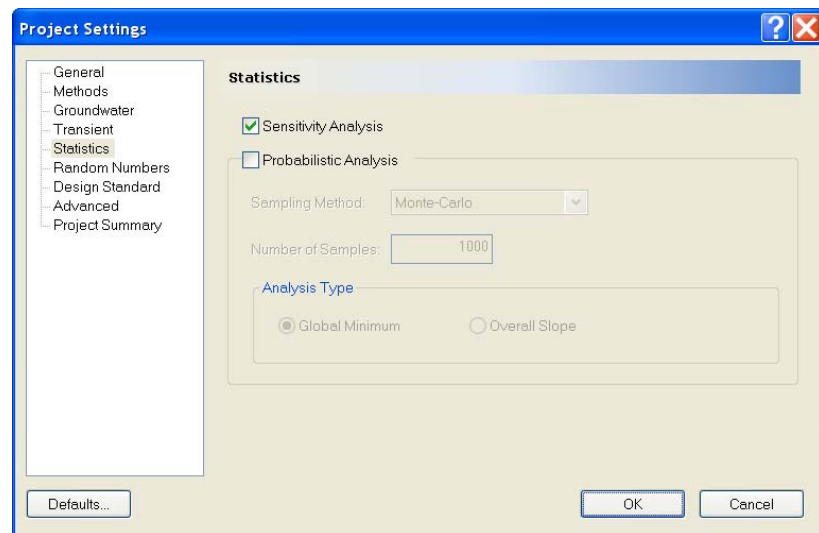 Project Settings
General
Methods
Groundwater
Transient
Statistics
Random Numbers
Design Standard
Advanced
Project Summary
Statistics
Sensitivity Analysis
Probabilistic Analysis
Sampling Method: Monte-Carlo
Number of Samples: 1000
Analysis Type
Global Minimum Overall Slope
Defaults... OK Cancel